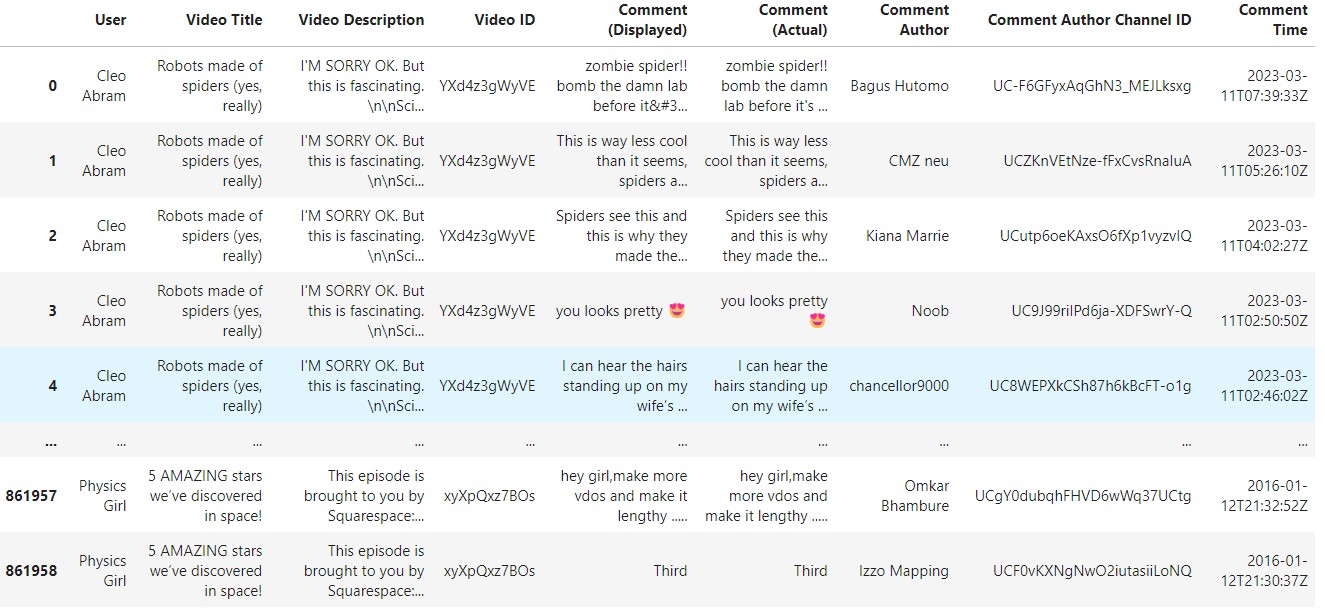 User Video Title Video Description Video ID Comment (Displayed) Comment (Actual) Comment Author Comment Author Channel ID Comment Time
0 Cleo Abram Robots made of spiders (yes, really) I'M SORRY OK. But this is fascinating. \n\nSci... YXd4z3gWyVE zombie spider!! bomb the damn lab before it&#3... zombie spider!! bomb the damn lab before it's ... Bagus Hutomo UC-F6GFyxAqGhN3_MEJLksxg 2023-03-11T07:39:33Z
1 Cleo Abram Robots made of spiders (yes, really) I'M SORRY OK. But this is fascinating. \n\nSci... YXd4z3gWyVE This is way less cool than it seems, spiders a... This is way less cool than it seems, spiders a... CMZ neu UCZKnVEtNze-fFxCvsRnaluA 2023-03-11T05:26:10Z
2 Cleo Abram Robots made of spiders (yes, really) I'M SORRY OK. But this is fascinating. \n\nSci... YXd4z3gWyVE Spiders see this and this is why they made the... Spiders see this and this is why they made the... Kiana Marrie UCutp6oeKAxsO6fXp1vyzvlQ 2023-03-11T04:02:27Z
3 Cleo Abram Robots made of spiders (yes, really) I'M SORRY OK. But this is fascinating. \n\nSci... YXd4z3gWyVE you looks pretty 😍 you looks pretty 😍 Noob UC9J99rilPd6ja-XDFSwrY-Q 2023-03-11T02:50:50Z
4 Cleo Abram Robots made of spiders (yes, really) I'M SORRY OK. But this is fascinating. \n\nSci... YXd4z3gWyVE I can hear the hairs standing up on my wife’s ... I can hear the hairs standing up on my wife’s ... chancellor9000 UC8WEPXkCSh87h6kBcFT-o1g 2023-03-11T02:46:02Z
... ... ... ... ... ... ... ... ... ...
861957 Physics Girl 5 AMAZING stars we’ve discovered in space! This episode is brought to you by Squarespace:... xyXpQxz7BOs hey girl,make more vdos and make it lengthy ..... hey girl,make more vdos and make it lengthy ..... Omkar Bhambure UCgY0dubqhFHVD6wWq37UCtg 2016-01-12T21:32:52Z
861958 Physics Girl 5 AMAZING stars we’ve discovered in space! This episode is brought to you by Squarespace:... xyXpQxz7BOs Third Third Izzo Mapping UCF0vKXNgNwO2iutasiiLoNQ 2016-01-12T21:30:37Z